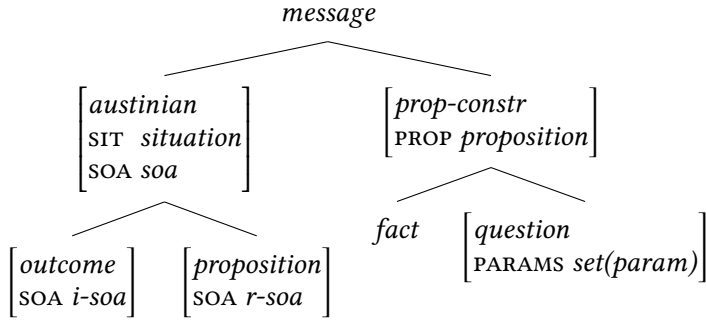 message
austinian
SIT situation
SOA soa
prop-constr
PROP proposition
outcome
SOA i-soa
proposition
SOA r-soa
fact
question
PARAMS set(param)